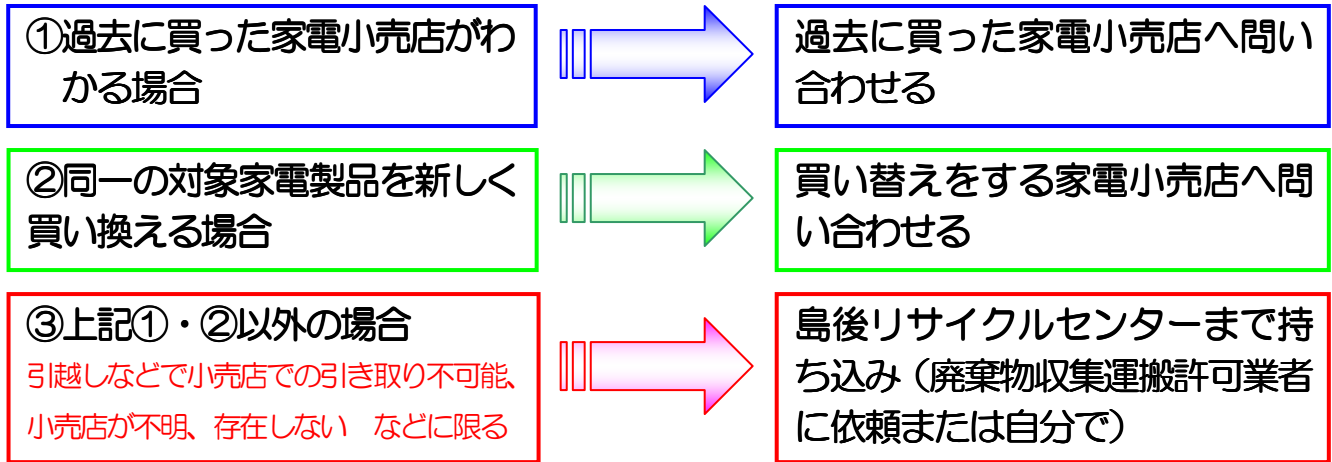 ①過去に買った家電小売店がわ
かる場合
過去に買った家電小売店へ問い
合わせる
②同一の対象家電製品を新しく
買い換える場合
買い替えをする家電小売店へ問
い合わせる
③上記①・②以外の場合
引越しなどで小売店での引き取り不可能、
小売店が不明、存在しない　などに限る
島後リサイクルセンターまで持
ち込み（廃棄物収集運搬許可業者
に依頼または自分で）